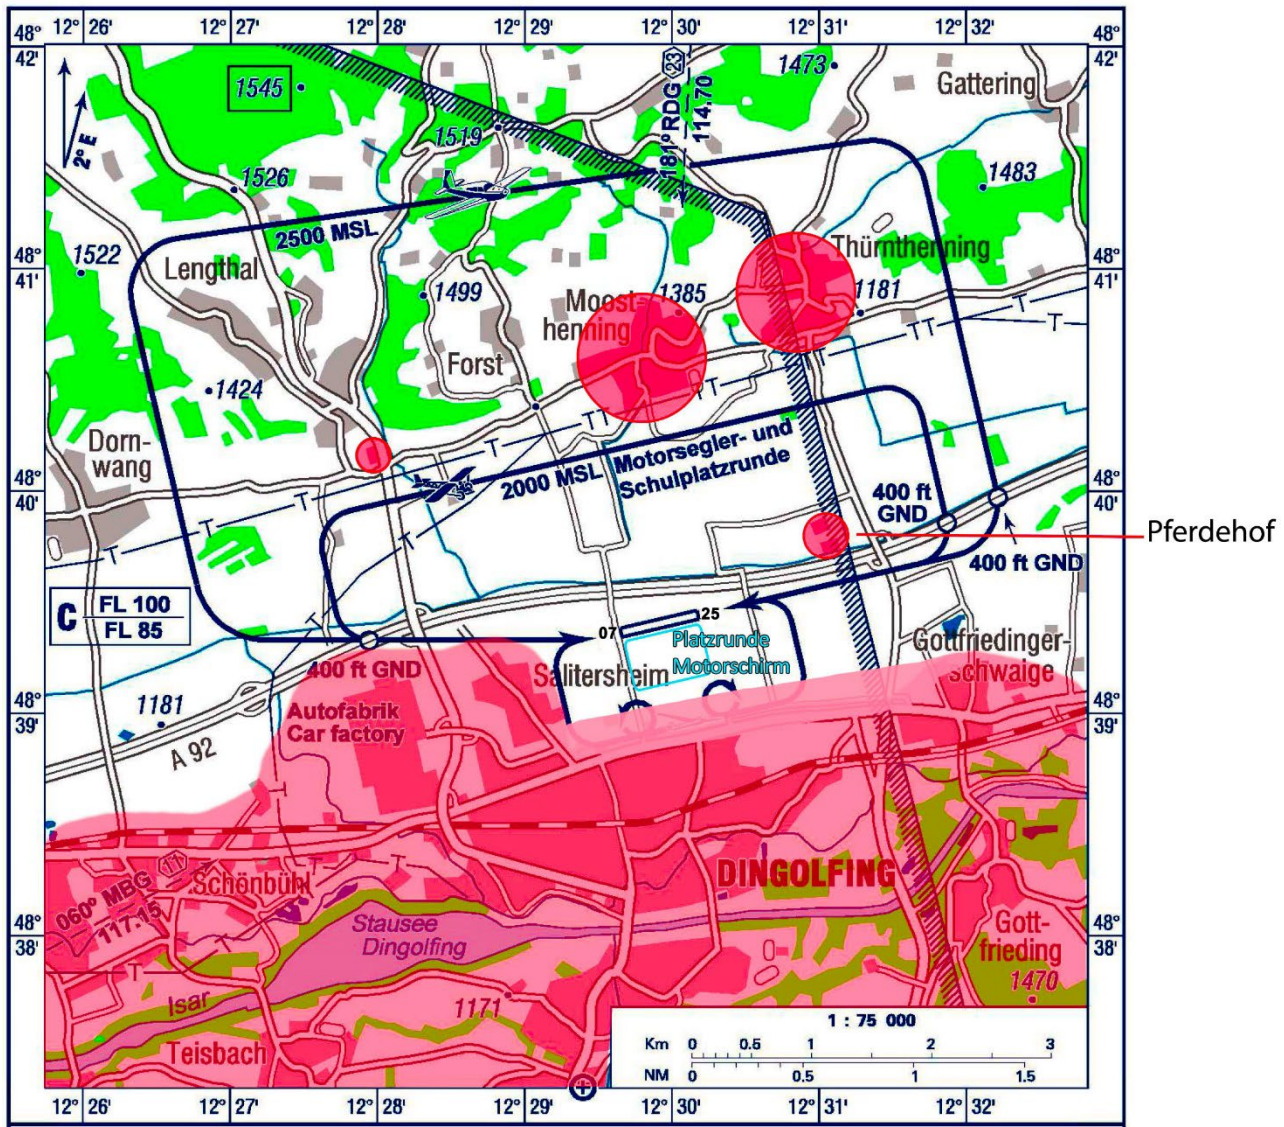 48° 12° 26' 12° 27' 12° 28' 12° 29' 12° 30' 12° 31' 12° 32' 48°
42' 42'
2° E
1545
1519
181° RDG 23
114.70
1473
Gattering
1526
1483
2500 MSL
1522
Lengthal
48°
41'
Thürnthenning
48°
41'
1499
Moost-
henning
1385
1181
T
TT
T
Forst
TT
T
1424
T
Dorn-
wang
T
T
2000 MSL
Motorsegler- und
Schulplatzrunde
48°
40'
400 ft
GND
48°
40'
T
T
Pferdehof
400 ft GND
C
FL 100
FL 85
T
07
25
Platzrunde
Motorschirm
Gottfriedinger-
schwaige
400 ft GND
Salitersheim
48°
39'
1181
Autofabrik
Car factory
48°
39'
A 92
T
DINGOLFING
060° MBG 11
117.15
Schönbühl
T
T
Stausee
Dingolfing
48°
38'
Gott-
frieding
48°
38'
T
T
Isar
1171
1470
Teisbach
1 : 75 000
Km 0 0.5 1 2 3
NM 0 0.5 1 1.5
12° 26' 12° 27' 12° 28' 12° 29' 12° 30' 12° 31' 12° 32'